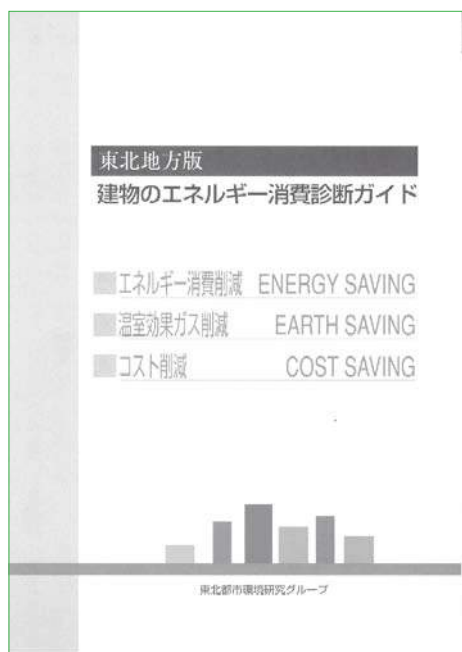 東北地方版
建物のエネルギー消費診断ガイド
エネルギー消費削減 ENERGY SAVING
温室効果ガス削減 EARTH SAVING
コスト削減 COST SAVING
東北都市環境研究グループ